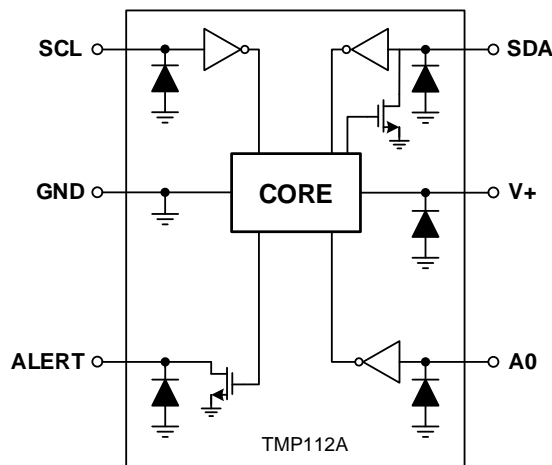 SCL
SDA
GND
CORE
V+
ALERT
A0
TMP112A